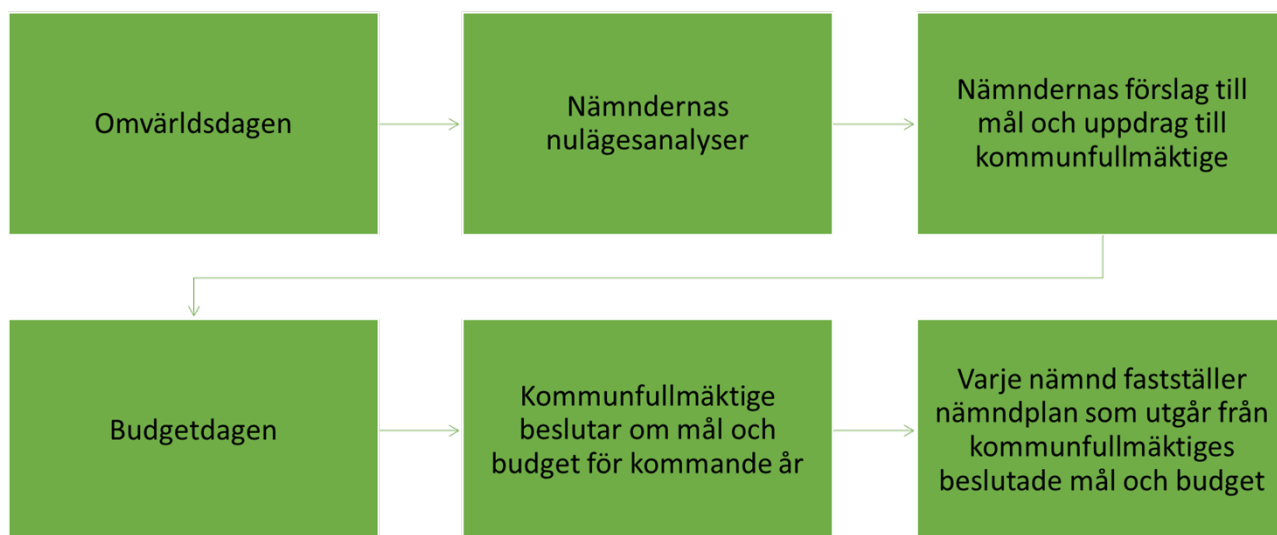 Omvärldsdagen
Nämndernas
nulägesanalyser
Nämndernas förslag till
mål och uppdrag till
kommunfullmäktige
Budgetdagen
Kommunfullmäktige
beslutar om mål och
budget för kommande år
Varje nämnd fastställer
nämndplan som utgår från
kommunfullmäktiges
beslutade mål och budget